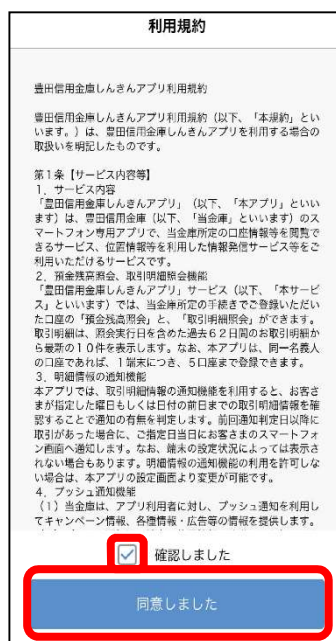 利用規約
豊田信用金庫しんきんアプリ利用規約
豊田信用金庫しんきんアプリ利用規約（以下、「本規約」とい
います。）は、豊田信用金庫しんきんアプリを利用する場合の
取扱いを明記したものです。
第１条【サービス内容等】
１．サービス内容
「豊田信用金庫しんきんアプリ」（以下、「本アプリ」といい
ます）は、豊田信用金庫（以下、「当金庫」といいます）のス
マートフォン専用アプリで、当金庫所定の口座情報等を閲覧で
きるサービス、位置情報等を利用した情報発信サービス等をご
利用いただけるサービスです。
２．預金残高照会、取引明細照会機能
「豊田信用金庫しんきんアプリ」サービス（以下、「本サービ
ス」といいます）では、当金庫所定の手続きでご登録いただい
た口座の「預金残高照会」と、「取引明細照会」ができます。
取引明細は、照会実行日を含めた過去６２日間のお取引明細か
ら最新の１０件を表示します。なお、本アプリは、同一名義人
の口座であれば、１端末につき、５口座まで登録できます。
３．明細情報の通知機能
本アプリでは、取引明細情報の通知機能を利用すると、お客さ
まが指定した曜日もしくは日付の前日までの取引明細情報を確
認することで通知の有無を判定します。前回通知判定日以降に
取引があった場合に、ご指定日当日にお客さまのスマートフォ
ン画面へ通知します。なお、端末の設定状況によっては表示さ
れない場合もあります。明細情報の通知機能の利用を許可しな
い場合は、本アプリの設定画面より変更が可能です。
４．プッシュ通知機能
（１）当金庫は、アプリ利用者に対し、プッシュ通知を利用し
てキャンペーン情報、各種情報・広告等の情報を提供します。
確認しました
同意しました